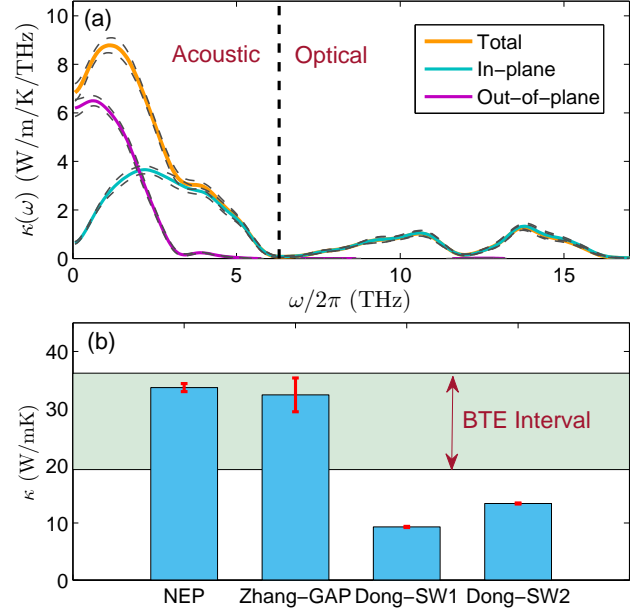 (a)
Acoustic Optical
Total
In-plane
Out-of-plane
κ(ω) (W/m/K/THz)
10
8
6
4
2
0
0 5 10 15
ω/2π (THz)
(b)
BTE Interval
κ (W/mK)
40
30
20
10
0
NEP Zhang-GAP Dong-SW1 Dong-SW2